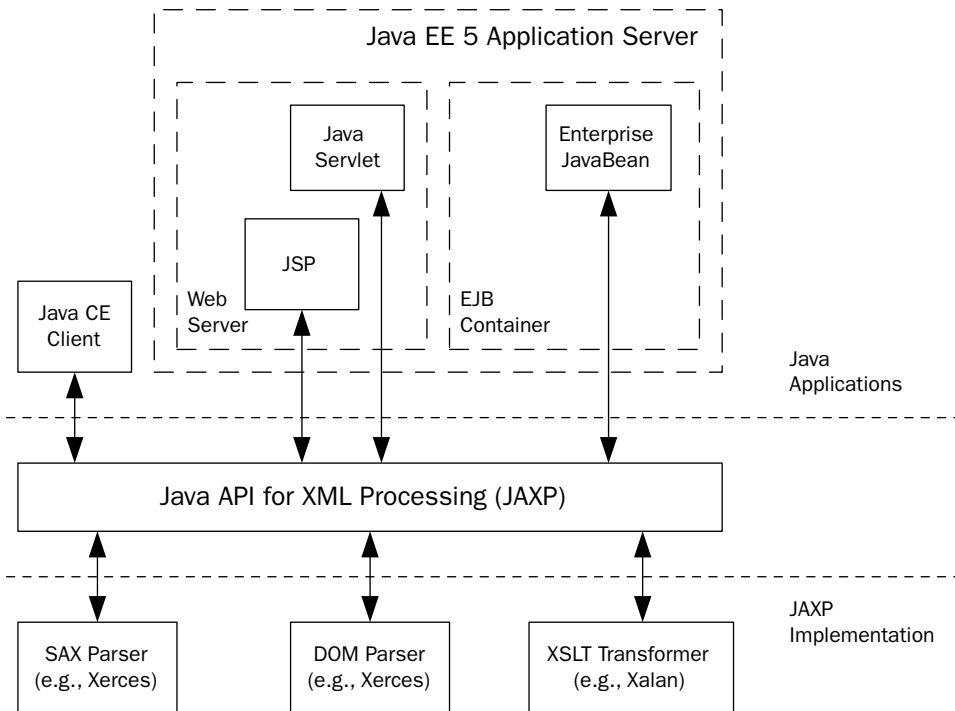 Java EE 5 Application Server
Java
Servlet
Enterprise
JavaBean
JSP
Web
Server
EJB
Container
Java CE
Client
Java
Applications
Java API for XML Processing (JAXP)
JAXP
Implementation
SAX Parser
(e.g., Xerces)
DOM Parser
(e.g., Xerces)
XSLT Transformer
(e.g., Xalan)